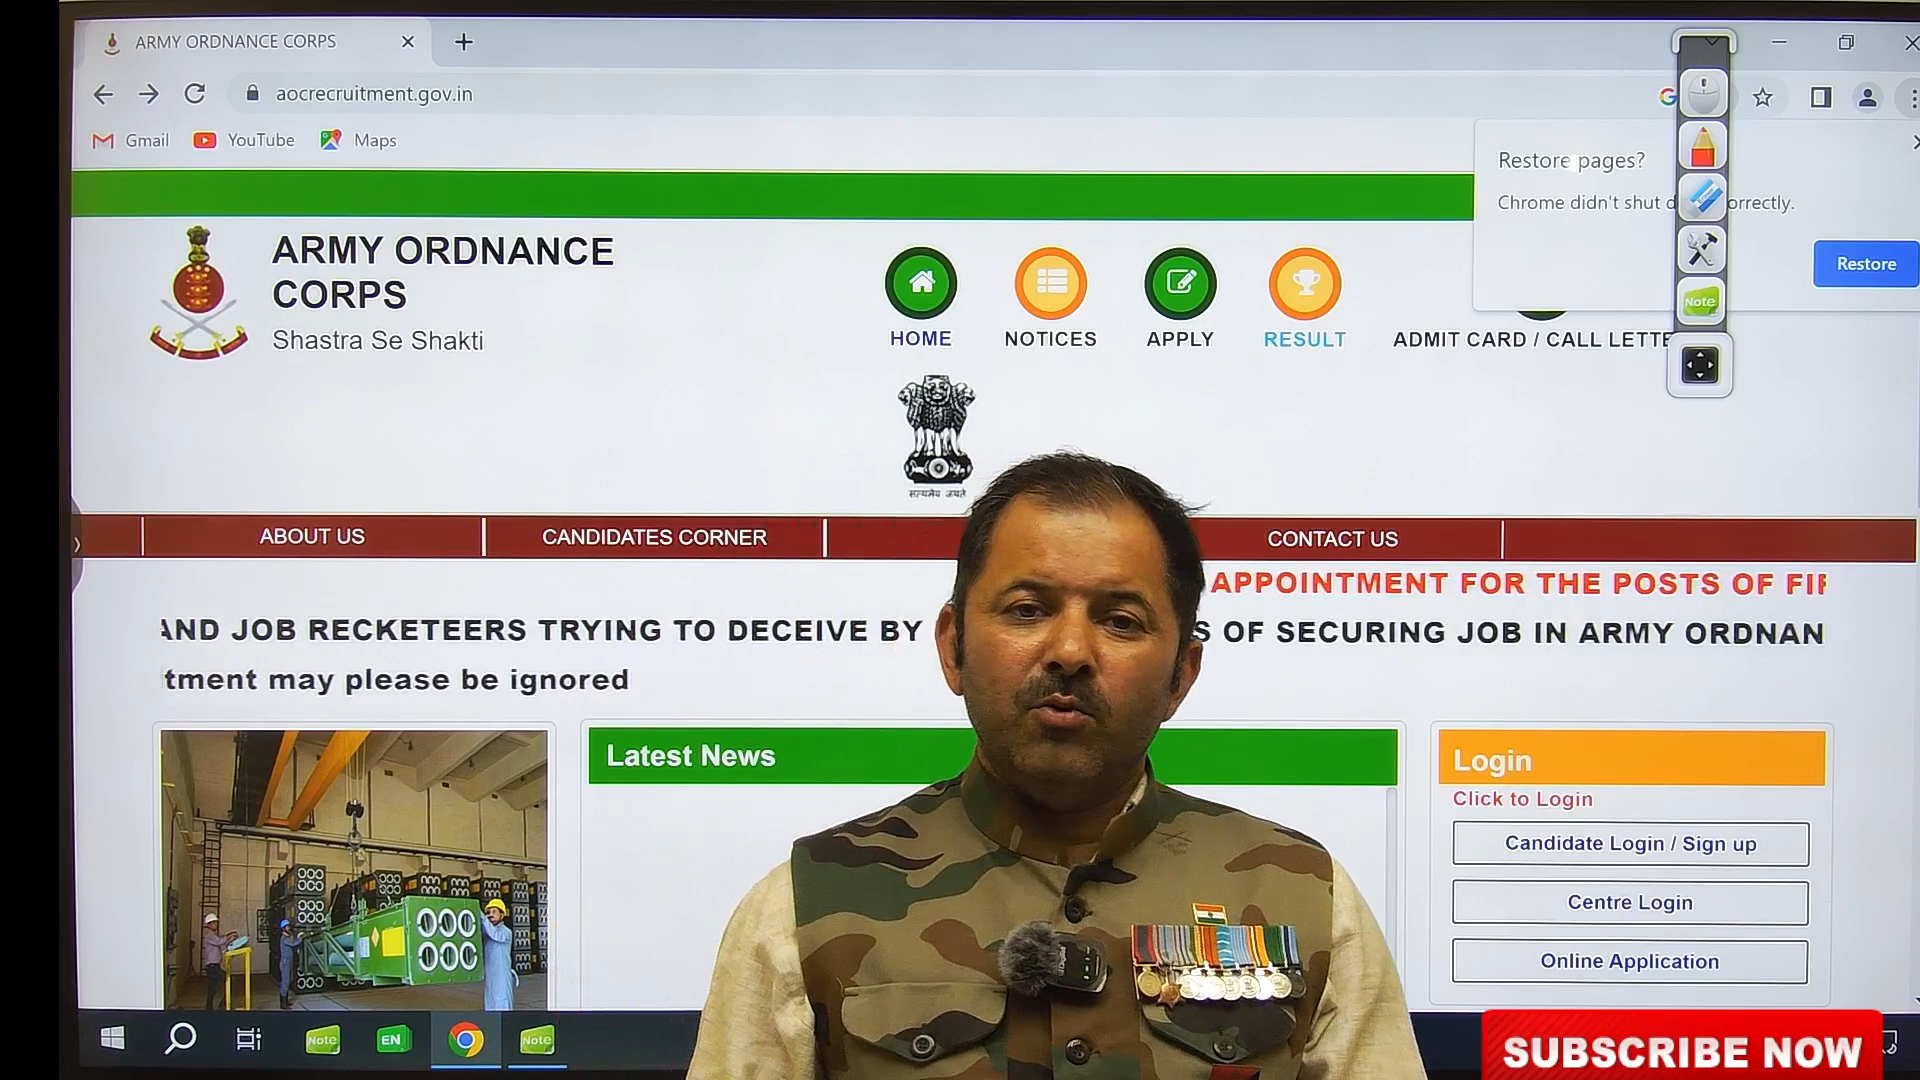 ARMY ORDNANCE CORPS
aocrecruitment.gov.in
Gmail YouTube Maps
Restore pages?
Chrome didn't shut d orrectly.
Restore
Note
ARMY ORDNANCE
CORPS
Shastra Se Shakti
HOME NOTICES APPLY RESULT ADMIT CARD / CALL LETTE
सत्यमेव जयते
ABOUT US CANDIDATES CORNER CONTACT US
APPOINTMENT FOR THE POSTS OF FIR
AND JOB RECKETEERS TRYING TO DECEIVE BY S OF SECURING JOB IN ARMY ORDNAN
tment may please be ignored
Latest News
Login
Click to Login
Candidate Login / Sign up
Centre Login
Online Application
Note EN Note
SUBSCRIBE NOW